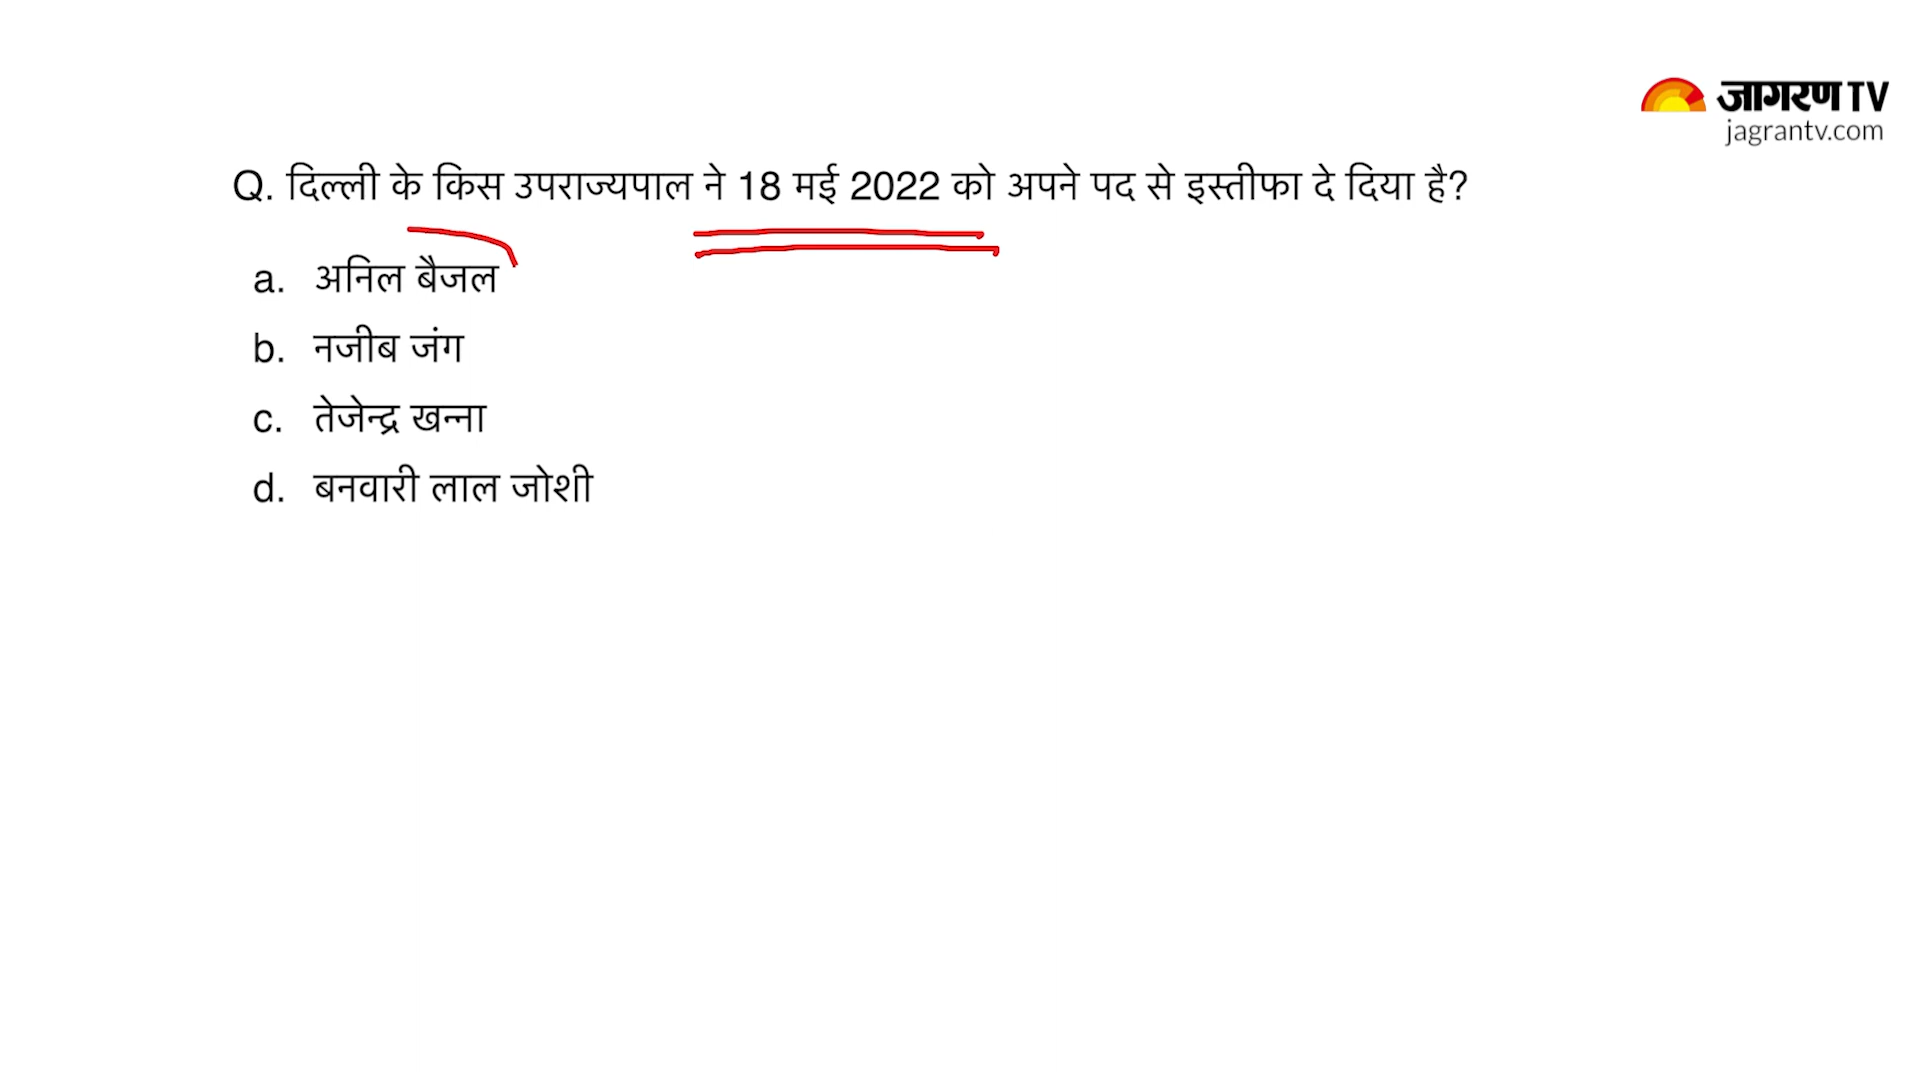 जागरण TV
jagrantv.com
Q. दिल्ली के किस उपराज्यपाल ने 18 मई 2022 को अपने पद से इस्तीफा दे दिया है?
a. अनिल बैजल
b. नजीब जंग
c. तेजेन्द्र खन्ना
d. बनवारी लाल जोशी